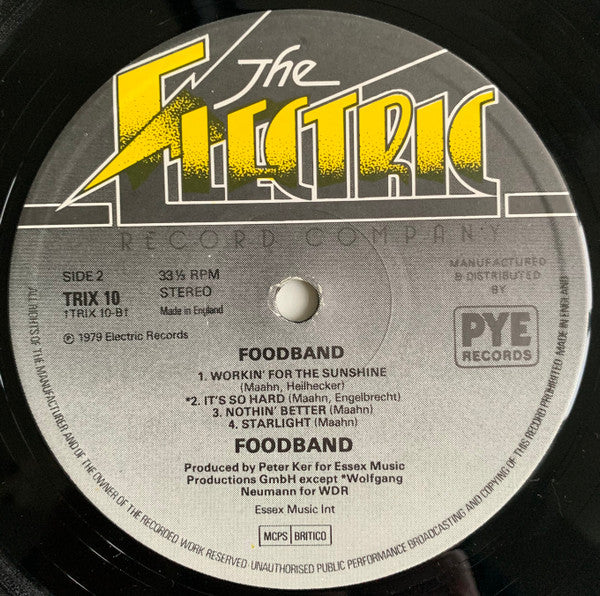 The
ELECTRIC
RECORD COMPANY
SIDE 2
33⅓ RPM
TRIX 10
STEREO
↑TRIX 10-B↑
Made in England
℗ 1979 Electric Records
MANUFACTURED
& DISTRIBUTED
BY
PYE
RECORDS
FOODBAND
1. WORKIN' FOR THE SUNSHINE
(Maahn, Heilhecker)
*2. IT'S SO HARD (Maahn, Engelbrecht)
3. NOTHIN' BETTER (Maahn)
4. STARLIGHT (Maahn)
FOODBAND
Produced by Peter Ker for Essex Music
Productions GmbH except *Wolfgang
Neumann for WDR
Essex Music Int
MCPS BRITICO
ALL RIGHTS OF THE MANUFACTURER AND OF THE OWNER OF THE RECORDED WORK RESERVED·UNAUTHORISED PUBLIC PERFORMANCE BROADCASTING AND COPYING OF THIS RECORD PROHIBITED. MADE IN ENGLAND